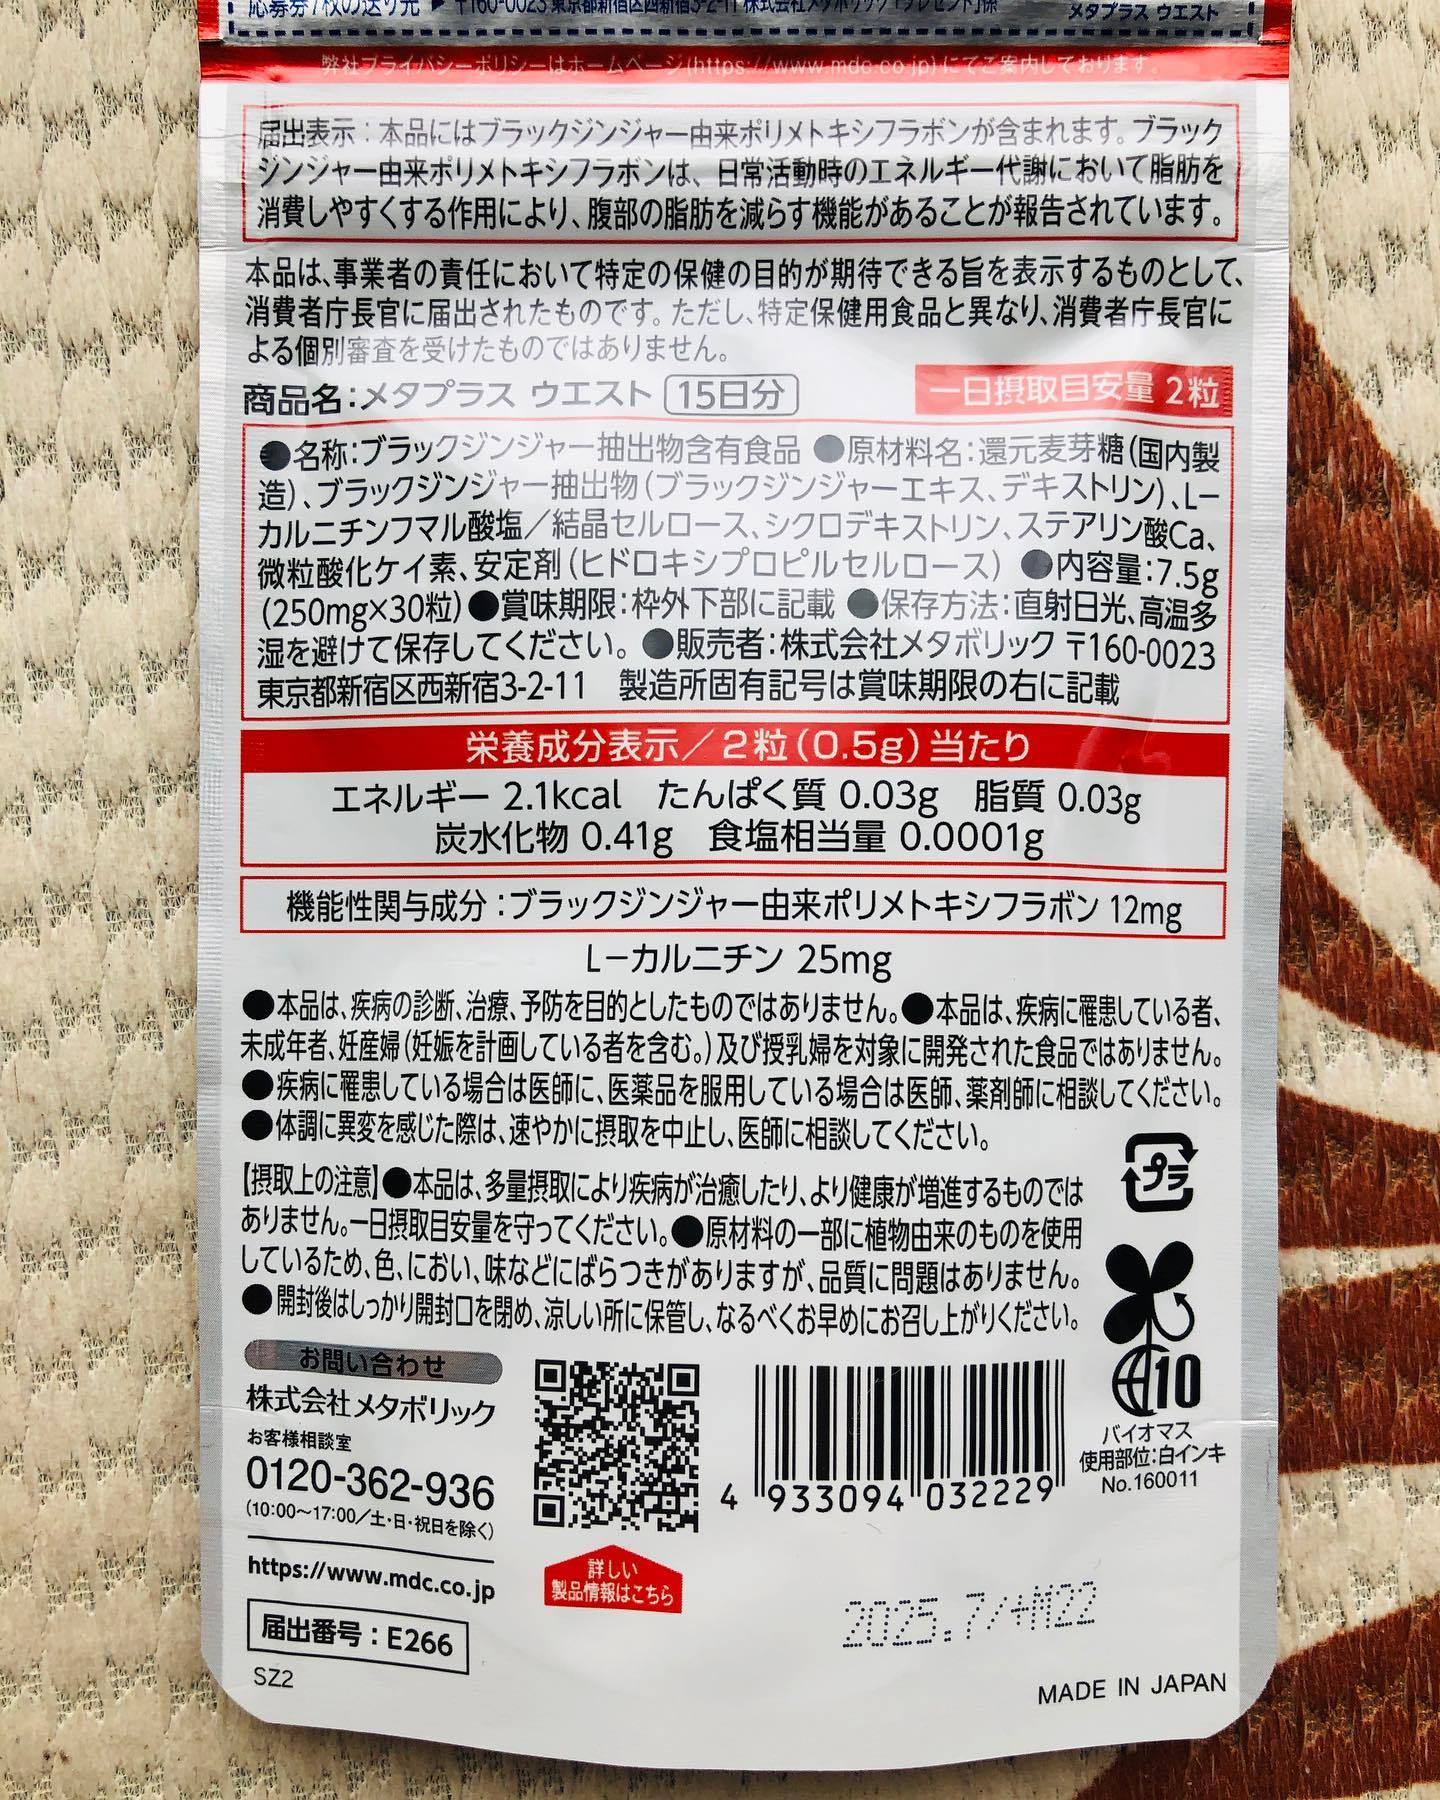 応募券7枚の送り先 ▶ 〒160-0023 東京都新宿区西新宿3-2-11 株式会社メタボリック「プレゼント」係
メタプラス ウエスト
弊社プライバシーポリシーはホームページ(https://www.mdc.co.jp)にてご案内しております。
届出表示：本品にはブラックジンジャー由来ポリメトキシフラボンが含まれます。ブラック
ジンジャー由来ポリメトキシフラボンは、日常活動時のエネルギー代謝において脂肪を
消費しやすくする作用により、腹部の脂肪を減らす機能があることが報告されています。
本品は、事業者の責任において特定の保健の目的が期待できる旨を表示するものとして、
消費者庁長官に届出されたものです。ただし、特定保健用食品と異なり、消費者庁長官に
よる個別審査を受けたものではありません。
商品名：メタプラス ウエスト 15日分
一日摂取目安量 2粒
●名称：ブラックジンジャー抽出物含有食品 ●原材料名：還元麦芽糖（国内製
造）、ブラックジンジャー抽出物（ブラックジンジャーエキス、デキストリン）、L－
カルニチンフマル酸塩／結晶セルロース、シクロデキストリン、ステアリン酸Ca、
微粒酸化ケイ素、安定剤（ヒドロキシプロピルセルロース） ●内容量：7.5g
(250mg×30粒) ●賞味期限：枠外下部に記載 ●保存方法：直射日光、高温多
湿を避けて保存してください。 ●販売者：株式会社メタボリック 〒160-0023
東京都新宿区西新宿3-2-11 製造所固有記号は賞味期限の右に記載
栄養成分表示／2粒（0.5g）当たり
エネルギー 2.1kcal たんぱく質 0.03g 脂質 0.03g
炭水化物 0.41g 食塩相当量 0.0001g
機能性関与成分：ブラックジンジャー由来ポリメトキシフラボン 12mg
L－カルニチン 25mg
●本品は、疾病の診断、治療、予防を目的としたものではありません。●本品は、疾病に罹患している者、
未成年者、妊産婦（妊娠を計画している者を含む。）及び授乳婦を対象に開発された食品ではありません。
●疾病に罹患している場合は医師に、医薬品を服用している場合は医師、薬剤師に相談してください。
●体調に異変を感じた際は、速やかに摂取を中止し、医師に相談してください。
プラ
【摂取上の注意】●本品は、多量摂取により疾病が治癒したり、より健康が増進するものでは
ありません。一日摂取目安量を守ってください。●原材料の一部に植物由来のものを使用
しているため、色、におい、味などにばらつきがありますが、品質に問題はありません。
●開封後はしっかり開封口を閉め、涼しい所に保管し、なるべくお早めにお召し上がりください。
10
バイオマス
使用部位：白インキ
No.160011
お問い合わせ
株式会社メタボリック
お客様相談室
0120-362-936
（10:00～17:00／土・日・祝日を除く）
https://www.mdc.co.jp
届出番号：E266
SZ2
詳しい
製品情報はこちら
4 933094 032229
2025.7/+M22
MADE IN JAPAN